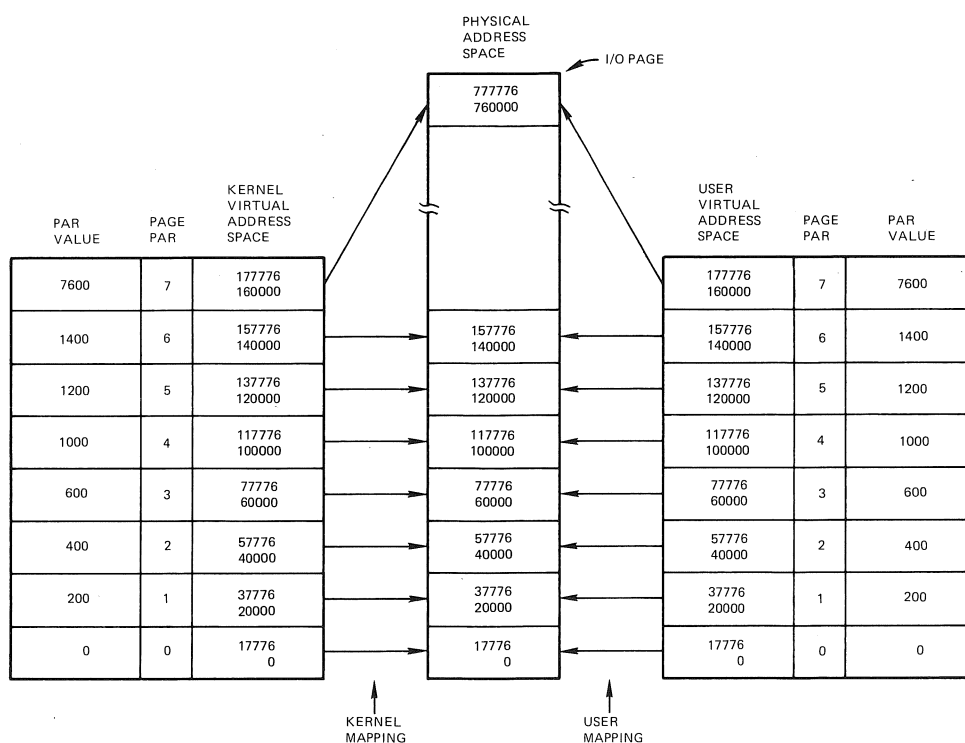 PHYSICAL
ADDRESS
SPACE
I/O PAGE
777776
760000
PAR
VALUE
PAGE
PAR
KERNEL
VIRTUAL
ADDRESS
SPACE
USER
VIRTUAL
ADDRESS
SPACE
PAGE
PAR
PAR
VALUE
7600 7 177776 177776 7 7600
160000 160000
1400 6 157776 157776 157776 6 1400
140000 140000 140000
1200 5 137776 137776 137776 5 1200
120000 120000 120000
1000 4 117776 117776 117776 4 1000
100000 100000 100000
600 3 77776 77776 77776 3 600
60000 60000 60000
400 2 57776 57776 57776 2 400
40000 40000 40000
200 1 37776 37776 37776 1 200
20000 20000 20000
0 0 17776 17776 17776 0 0
0 0 0
KERNEL
MAPPING
USER
MAPPING